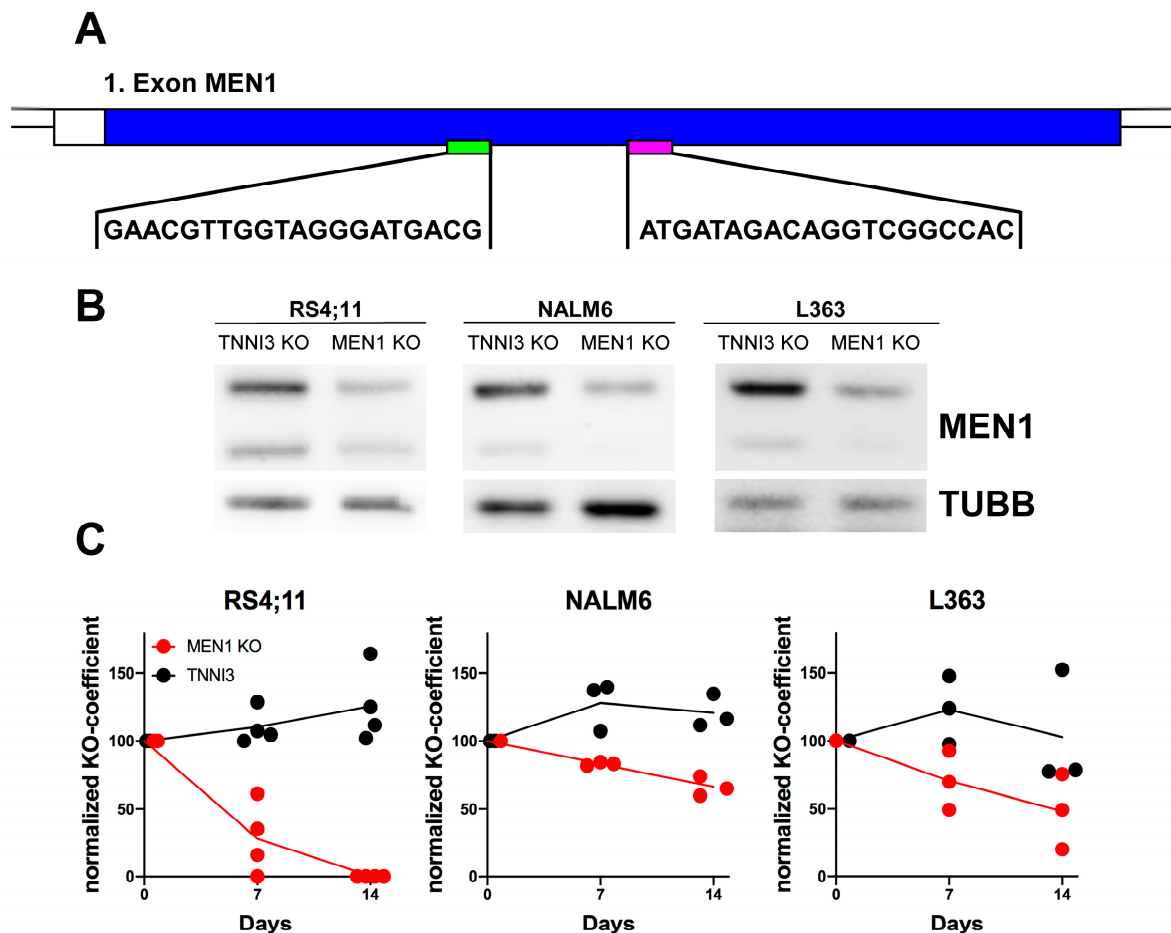 A
1. Exon MEN1
GAACGTTGGTAGGGATGACG ATGATAGACAGGTCGGCCAC
B
RS4;11 NALM6 L363
TNNI3 KO MEN1 KO TNNI3 KO MEN1 KO TNNI3 KO MEN1 KO
MEN1
TUBB
C
RS4;11
normalized KO-coefficient
MEN1 KO
TNNI3
150
100
50
0
0 7 14
Days
NALM6
normalized KO-coefficient
150
100
50
0
0 7 14
Days
L363
normalized KO-coefficient
150
100
50
0
0 7 14
Days